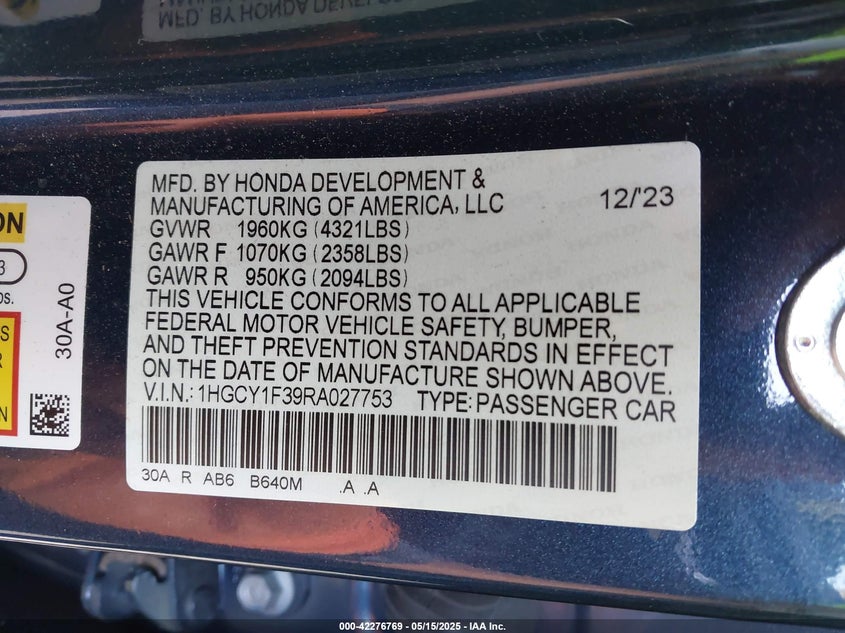 MFD. BY HONDA DEVELOPMENT &
MANUFACTURING OF AMERICA, LLC 12/'23
GVWR 1960KG (4321LBS)
GAWR F 1070KG (2358LBS)
GAWR R 950KG (2094LBS)
THIS VEHICLE CONFORMS TO ALL APPLICABLE
FEDERAL MOTOR VEHICLE SAFETY, BUMPER,
AND THEFT PREVENTION STANDARDS IN EFFECT
ON THE DATE OF MANUFACTURE SHOWN ABOVE.
V.I.N.: 1HGCY1F39RA027753 TYPE: PASSENGER CAR
30A R AB6 B640M .A .A
30A-A0
000-42276769 - 05/15/2025 - IAA Inc.